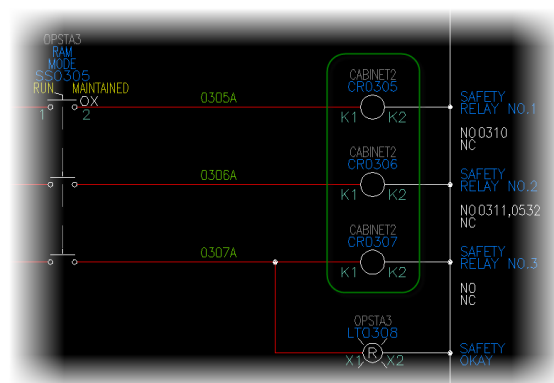 OPSTA3
RAM
MODE
SS0305
RUN MAINTAINED
OX
1 2
0305A
CABINET2
CR0305
K1 K2
SAFETY
RELAY NO.1
NO 0310
NC
0306A
CABINET2
CR0306
K1 K2
SAFETY
RELAY NO.2
NO 0311,0532
NC
0307A
CABINET2
CR0307
K1 K2
SAFETY
RELAY NO.3
NO
NC
OPSTA3
LT0308
X1 R X2
SAFETY
OKAY